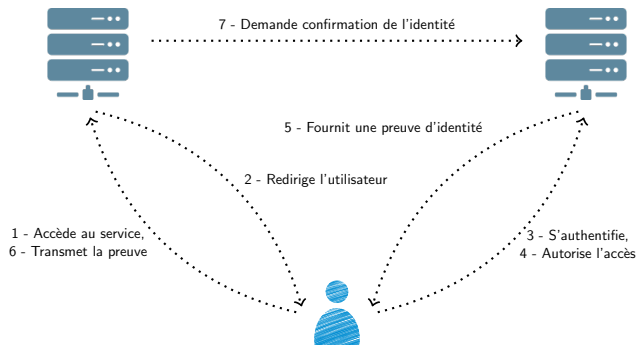 7 - Demande confirmation de l'identité
5 - Fournit une preuve d'identité
2 - Redirige l'utilisateur
1 - Accède au service,
6 - Transmet la preuve
3 - S'authentifie,
4 - Autorise l'accès